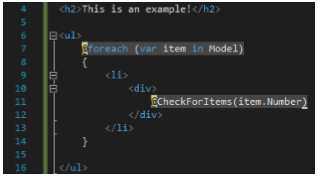 4 <h2>This is an example!</h2>
5
6 <ul>
7 @foreach (var item in Model)
8 {
9 <li>
10 <div>
11 @CheckForItems(item.Number)
12 </div>
13 </li>
14 }
15
16 </ul>